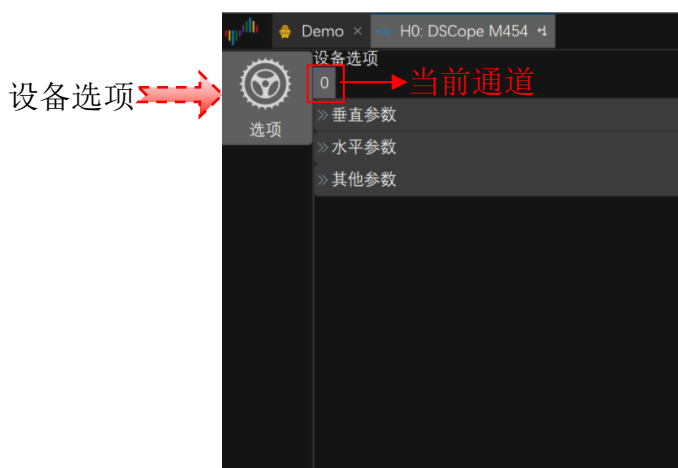 Demo ×
H0: DSCope M454
设备选项
设备选项
0
当前通道
选项
» 垂直参数
» 水平参数
» 其他参数